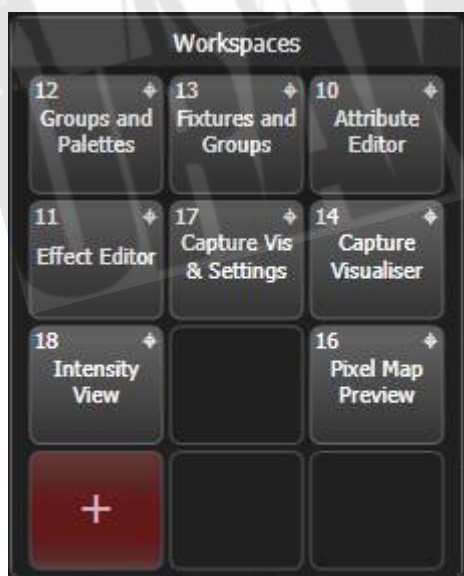 Workspaces
12
Groups and
Palettes
13
Fixtures and
Groups
10
Attribute
Editor
11
Effect Editor
17
Capture Vis
& Settings
14
Capture
Visualiser
18
Intensity
View
16
Pixel Map
Preview
+